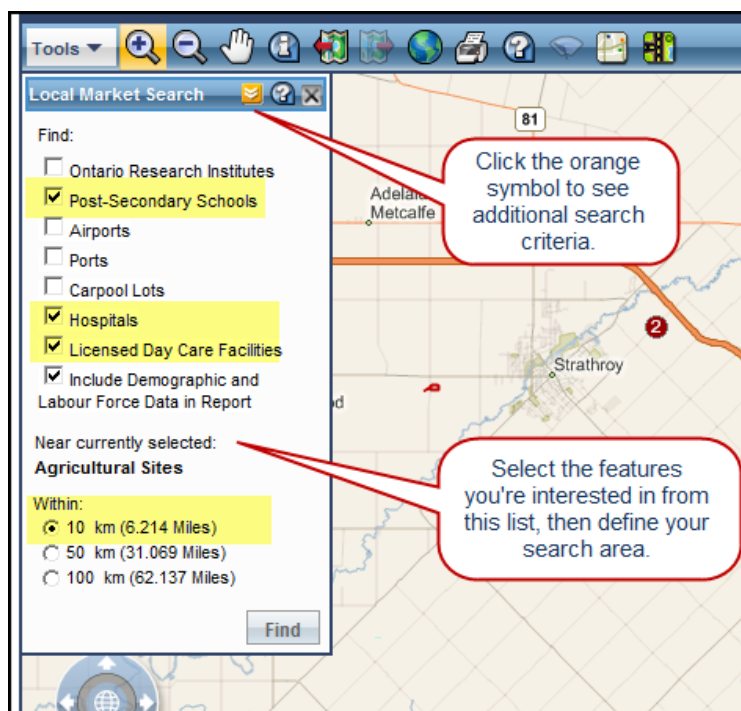 Tools
Local Market Search
Find:
Ontario Research Institutes
Post-Secondary Schools
Airports
Ports
Carpool Lots
Hospitals
Licensed Day Care Facilities
Include Demographic and
Labour Force Data in Report
Near currently selected:
Agricultural Sites
Within:
10 km (6.214 Miles)
50 km (31.069 Miles)
100 km (62.137 Miles)
Find
81
Click the orange
symbol to see
additional search
criteria.
Metcalfe
2
Strathroy
Select the features
you're interested in from
this list, then define your
search area.